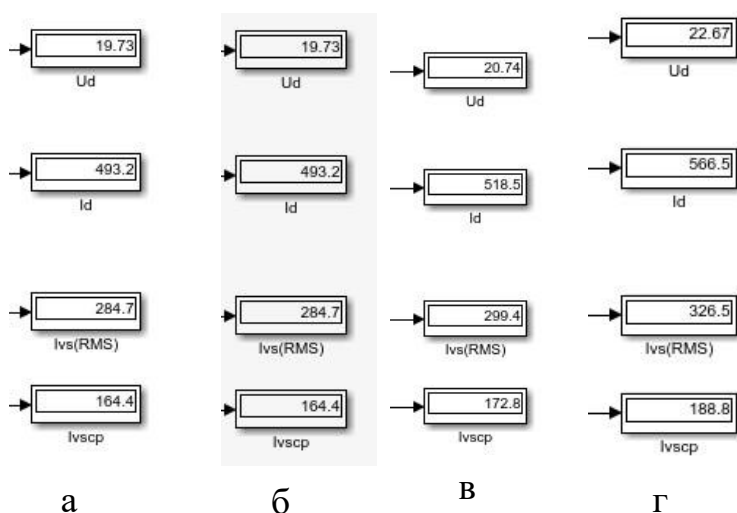 19.73
Ud
493.2
Id
284.7
Ivs(RMS)
164.4
Ivscp
а
19.73
Ud
493.2
Id
284.7
Ivs(RMS)
164.4
Ivscp
б
20.74
Ud
518.5
Id
299.4
Ivs(RMS)
172.8
Ivscp
в
22.67
Ud
566.5
Id
326.5
Ivs(RMS)
188.8
Ivscp
г